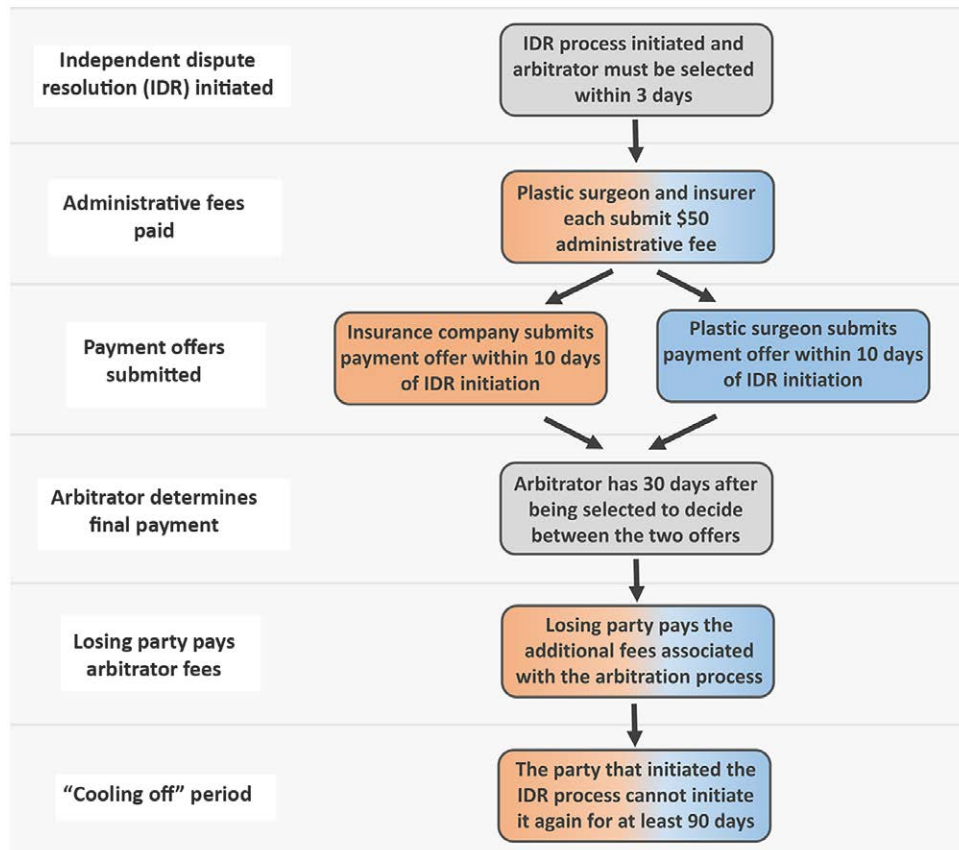 Independent dispute
resolution (IDR) initiated
IDR process initiated and
arbitrator must be selected
within 3 days
Administrative fees
paid
Plastic surgeon and insurer
each submit $50
administrative fee
Payment offers
submitted
Insurance company submits
payment offer within 10 days
of IDR initiation
Plastic surgeon submits
payment offer within 10 days
of IDR initiation
Arbitrator determines
final payment
Arbitrator has 30 days after
being selected to decide
between the two offers
Losing party pays
arbitrator fees
Losing party pays the
additional fees associated
with the arbitration process
“Cooling off” period
The party that initiated the
IDR process cannot initiate
it again for at least 90 days